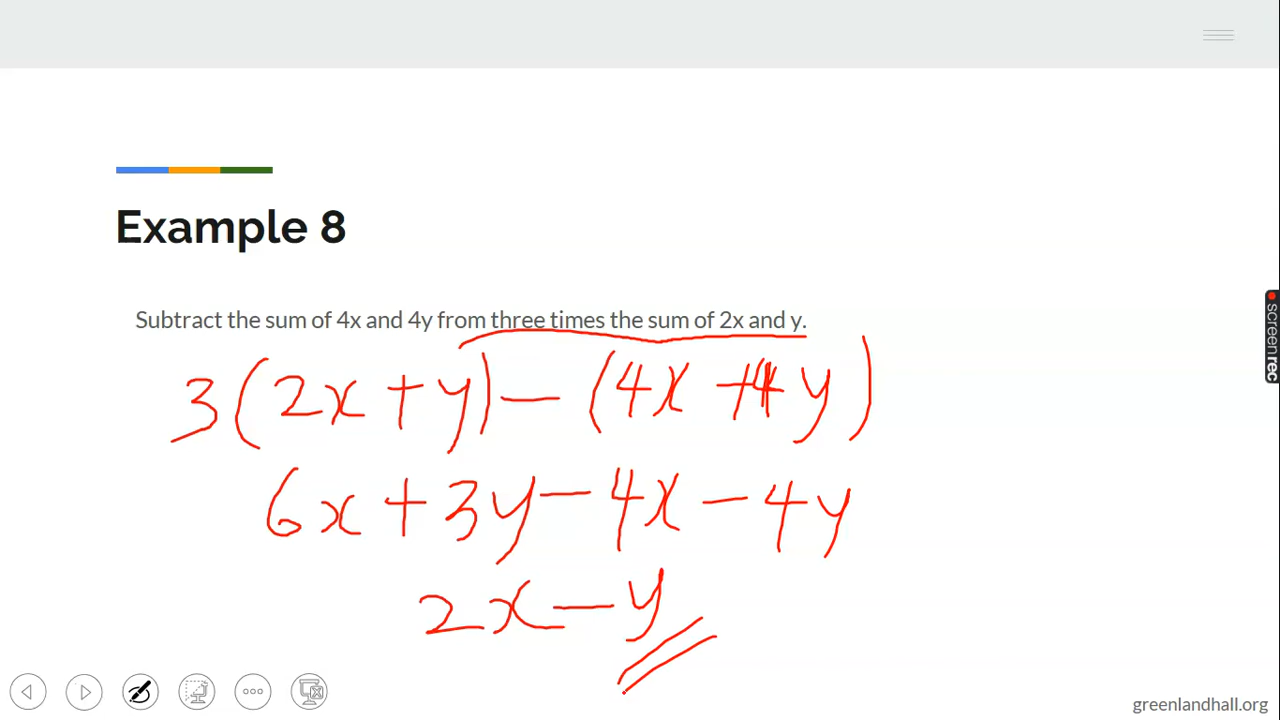 Example 8
Subtract the sum of 4x and 4y from three times the sum of 2x and y.
3(2x+y)-(4x+4y)
6x+3y-4x-4y
2x-y
screenrec
greenlandhall.org